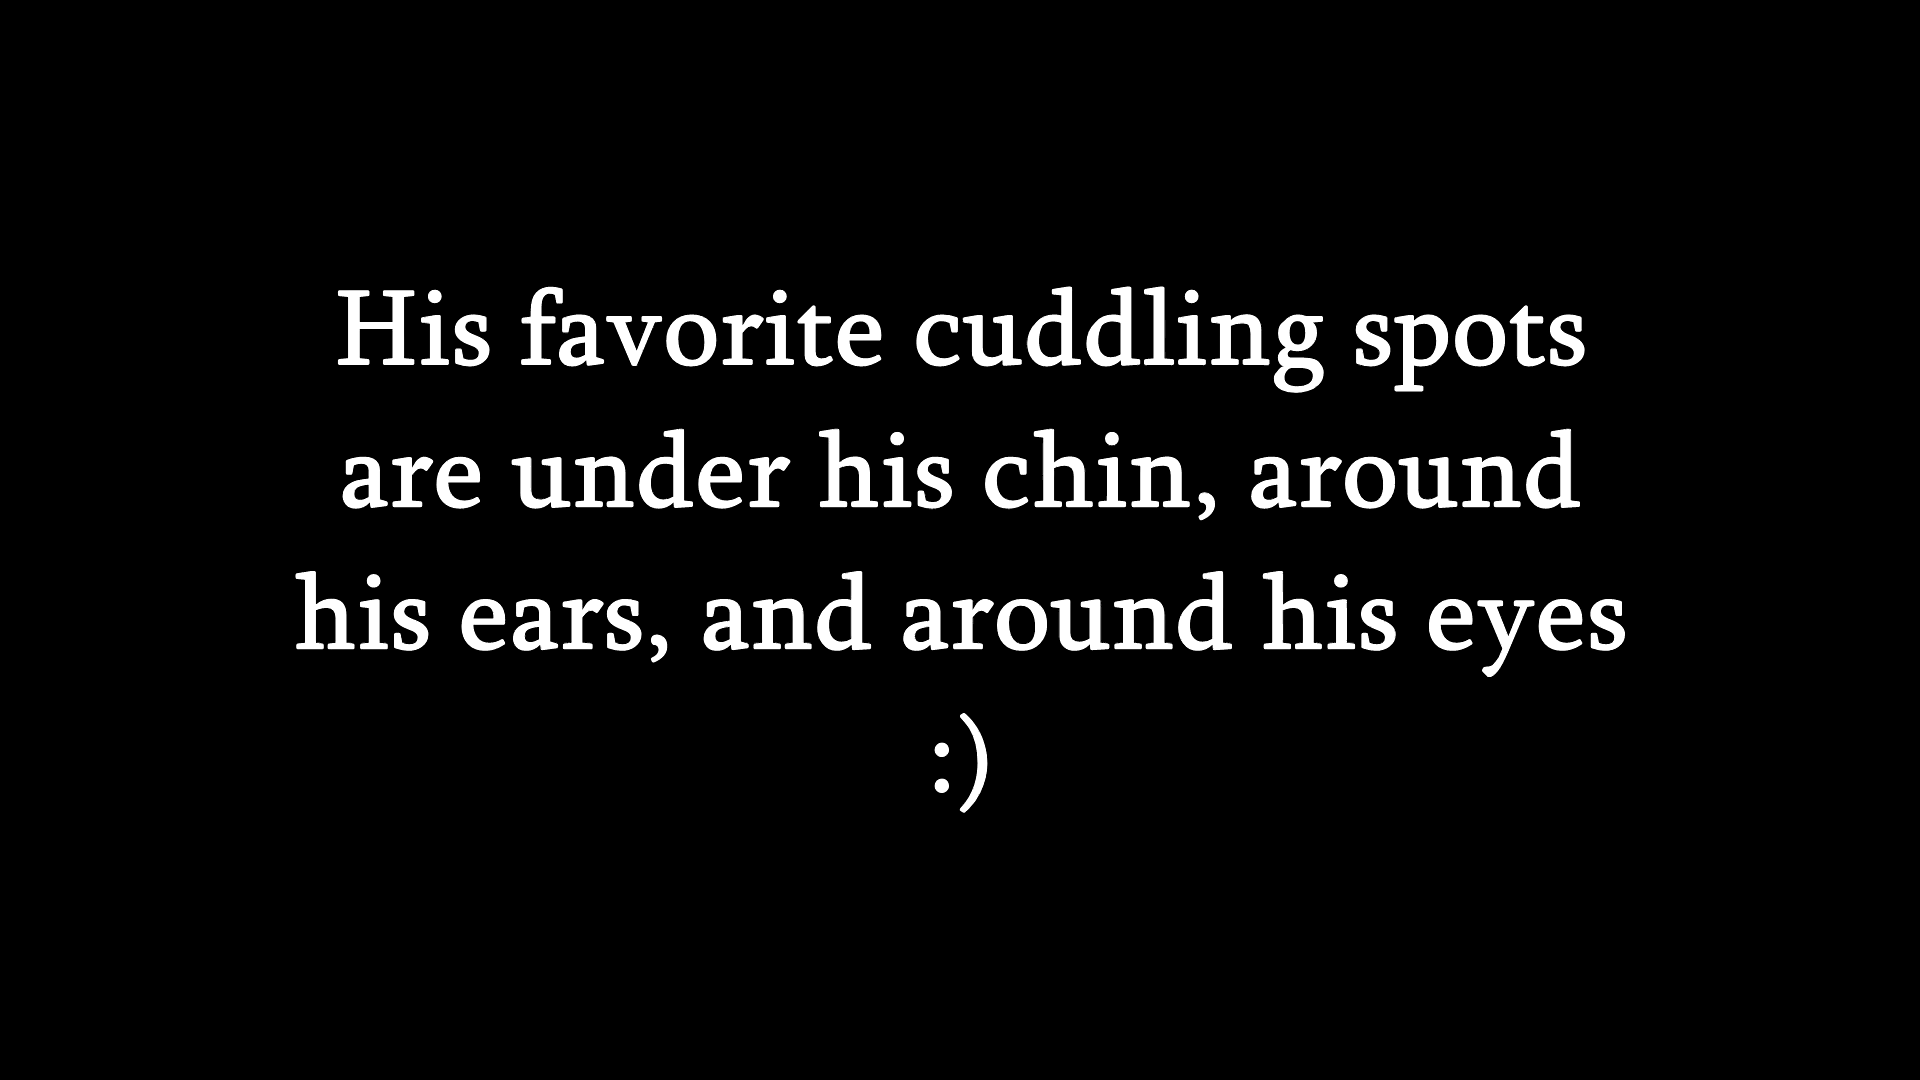 His favorite cuddling spots
are under his chin, around
his ears, and around his eyes
:)